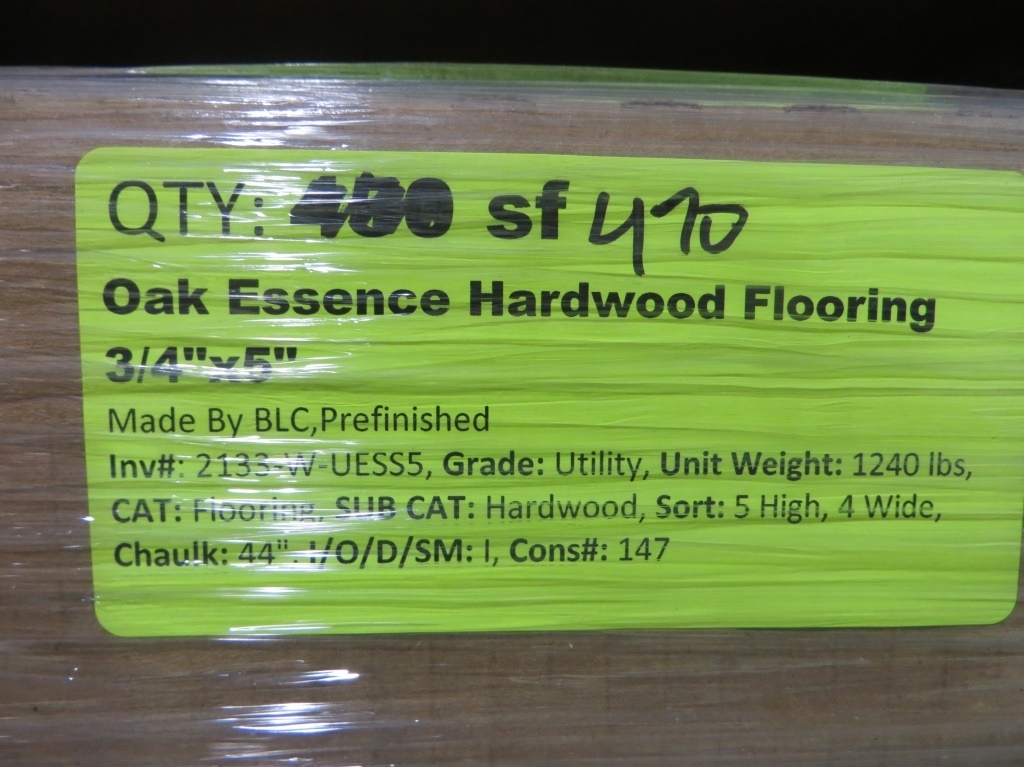 QTY: sf 470
Oak Essence Hardwood Flooring
3/4"x5"
Made By BLC,Prefinished
Inv#: 2133-W-UESS5, Grade: Utility, Unit Weight: 1240 lbs,
CAT: Flooring, SUB CAT: Hardwood, Sort: 5 High, 4 Wide,
Chaulk: 44", I/O/D/SM: I, Cons#: 147